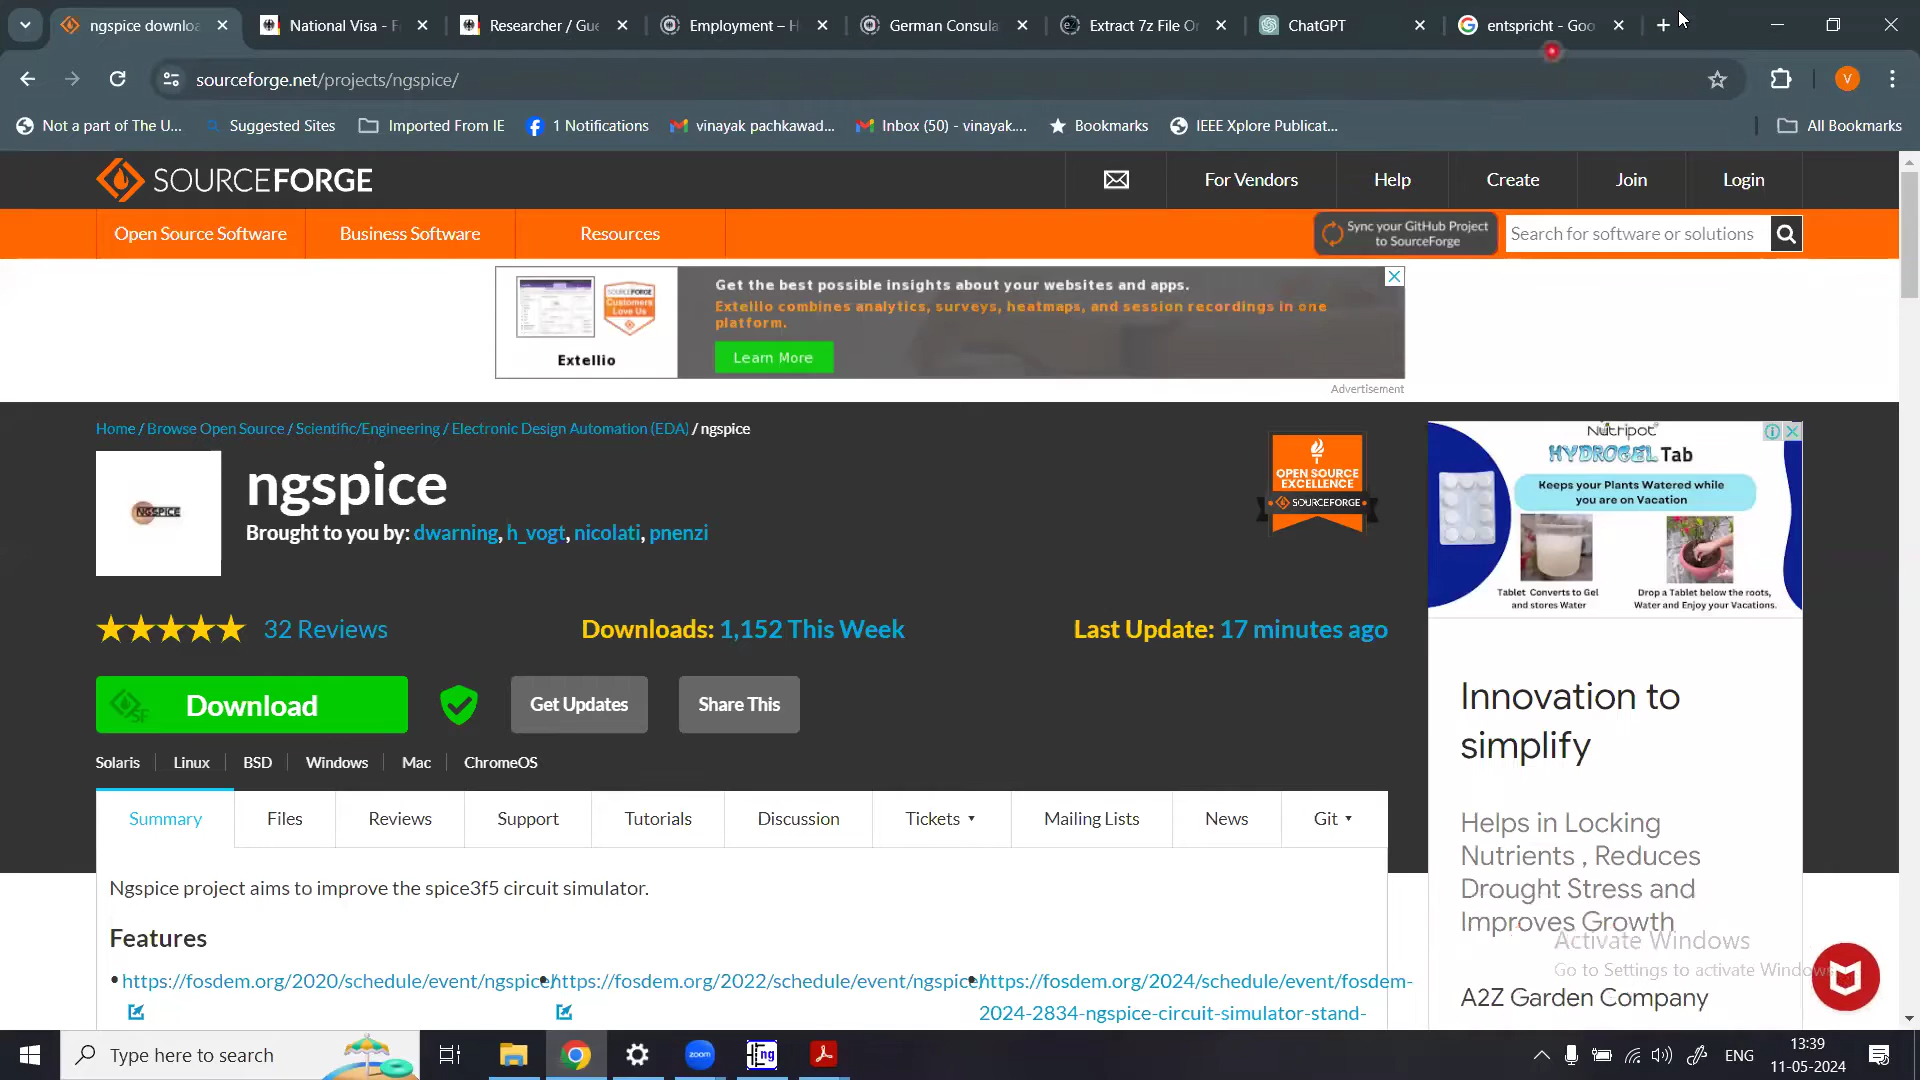 ngspice downlo
National Visa - F
Researcher / Gue
Employment – H
German Consula
Extract 7z File On
ChatGPT
entspricht - Goo
sourceforge.net/projects/ngspice/
V
Not a part of The U...
Suggested Sites
Imported From IE
1 Notifications
vinayak pachkawad...
Inbox (50) - vinayak....
Bookmarks
IEEE Xplore Publicat...
All Bookmarks
SOURCEFORGE
For Vendors
Help
Create
Join
Login
Open Source Software
Business Software
Resources
Sync your GitHub Project
to SourceForge
Search for software or solutions
Get the best possible insights about your websites and apps.
Extellio combines analytics, surveys, heatmaps, and session recordings in one
platform.
SOURCEFORGE
Customers
Love Us
Extellio
Learn More
Advertisement
Home / Browse Open Source / Scientific/Engineering / Electronic Design Automation (EDA) / ngspice
NGSPICE
ngspice
Brought to you by: dwarning, h_vogt, nicolati, pnenzi
OPEN SOURCE
EXCELLENCE
SOURCEFORGE
Nutripot
HYDROGEL Tab
Keeps your Plants Watered while
you are on Vacation
Tablet Converts to Gel
and stores Water
Drop a Tablet below the roots,
Water and Enjoy your Vacations.
32 Reviews
Downloads: 1,152 This Week
Last Update: 17 minutes ago
SF
Download
Get Updates
Share This
Solaris
Linux
BSD
Windows
Mac
ChromeOS
Innovation to
simplify
Helps in Locking
Nutrients , Reduces
Drought Stress and
Improves Growth
A2Z Garden Company
Summary
Files
Reviews
Support
Tutorials
Discussion
Tickets
Mailing Lists
News
Git
Ngspice project aims to improve the spice3f5 circuit simulator.
Features
https://fosdem.org/2020/schedule/event/ngspice/
https://fosdem.org/2022/schedule/event/ngspice/
https://fosdem.org/2024/schedule/event/fosdem-
2024-2834-ngspice-circuit-simulator-stand-
Activate Windows
Go to Settings to activate Windows
Type here to search
zoom
ng
ENG
13:39
11-05-2024